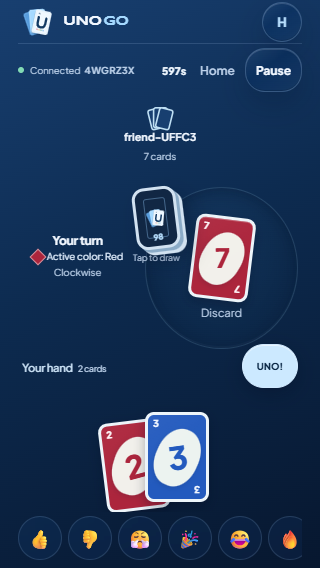 U UNO GO H
Connected 4WGRZ3X 597s Home Pause
friend-UFFC3
7 cards
U
98
Tap to draw
7
7
7
Your turn
Active color: Red
Clockwise
Discard
Your hand 2 cards
UNO!
2
2
3
3
3